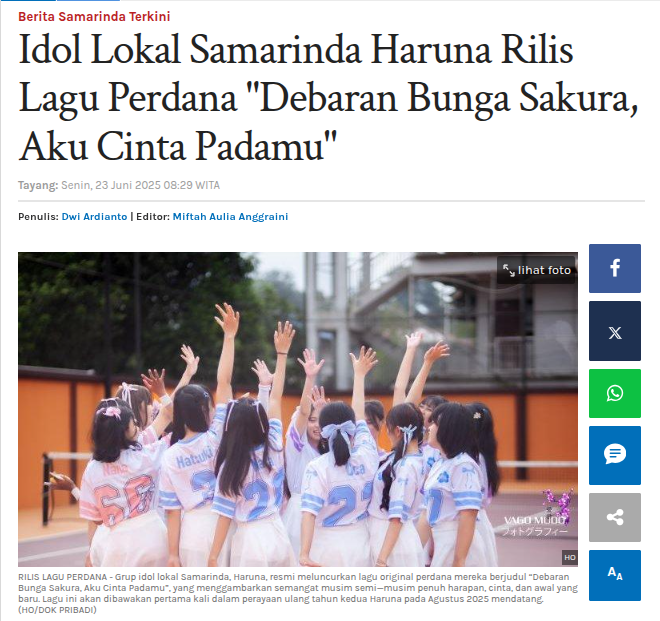 Berita Samarinda Terkini
Idol Lokal Samarinda Haruna Rilis
Lagu Perdana "Debaran Bunga Sakura,
Aku Cinta Padamu"
Tayang: Senin, 23 Juni 2025 08:29 WITA
Penulis: Dwi Ardianto | Editor: Miftah Aulia Anggraini
lihat foto
Hatsuki
Oca
VAGO MUDO
フォトグラフィー
HO
RILIS LAGU PERDANA - Grup idol lokal Samarinda, Haruna, resmi meluncurkan lagu original perdana mereka berjudul "Debaran
Bunga Sakura, Aku Cinta Padamu", yang menggambarkan semangat musim semi—musim penuh harapan, cinta, dan awal yang
baru. Lagu ini akan dibawakan pertama kali dalam perayaan ulang tahun kedua Haruna pada Agustus 2025 mendatang.
(HO/DOK PRIBADI)